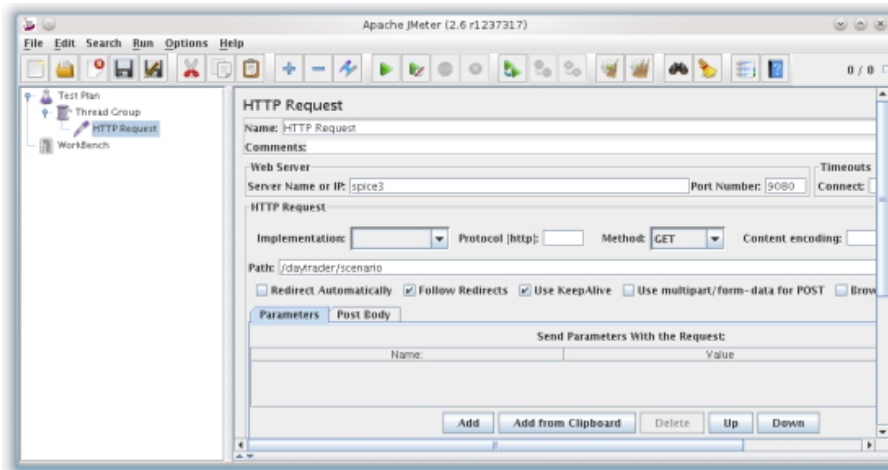 Apache JMeter (2.6 r1237317)
File Edit Search Run Options Help
0 / 0
Test Plan
Thread Group
HTTP Request
WorkBench
HTTP Request
Name: HTTP Request
Comments:
Web Server
Timeouts
Server Name or IP: spice3 Port Number: 9080 Connect:
HTTP Request
Implementation: Protocol [http]: Method: GET Content encoding:
Path: /daytrader/scenario
Redirect Automatically Follow Redirects Use KeepAlive Use multipart/form-data for POST Brow
Parameters Post Body
Send Parameters With the Request:
Name: Value
Add Add from Clipboard Delete Up Down